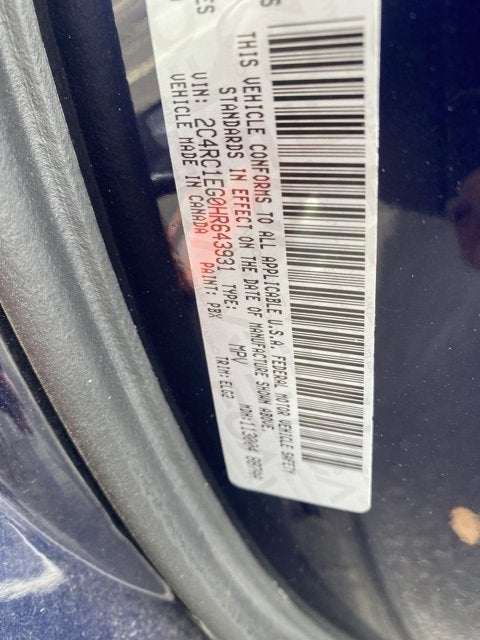 THIS VEHICLE CONFORMS TO ALL APPLICABLE U.S.A. FEDERAL MOTOR VEHICLE SAFETY
STANDARDS IN EFFECT ON THE DATE OF MANUFACTURE SHOWN ABOVE.
VIN: 2C4RC1EG0HR643931 TYPE: MPV
VEHICLE MADE IN CANADA PAINT: PBX TRIM: ELG2